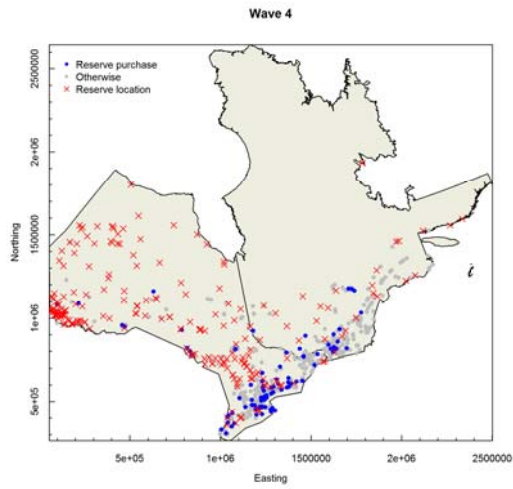 Wave 4
Reserve purchase
Otherwise
Reserve location
2500000
2e+06
1500000
1e+06
5e+05
Northing
5e+05
1e+06
1500000
2e+06
2500000
Easting